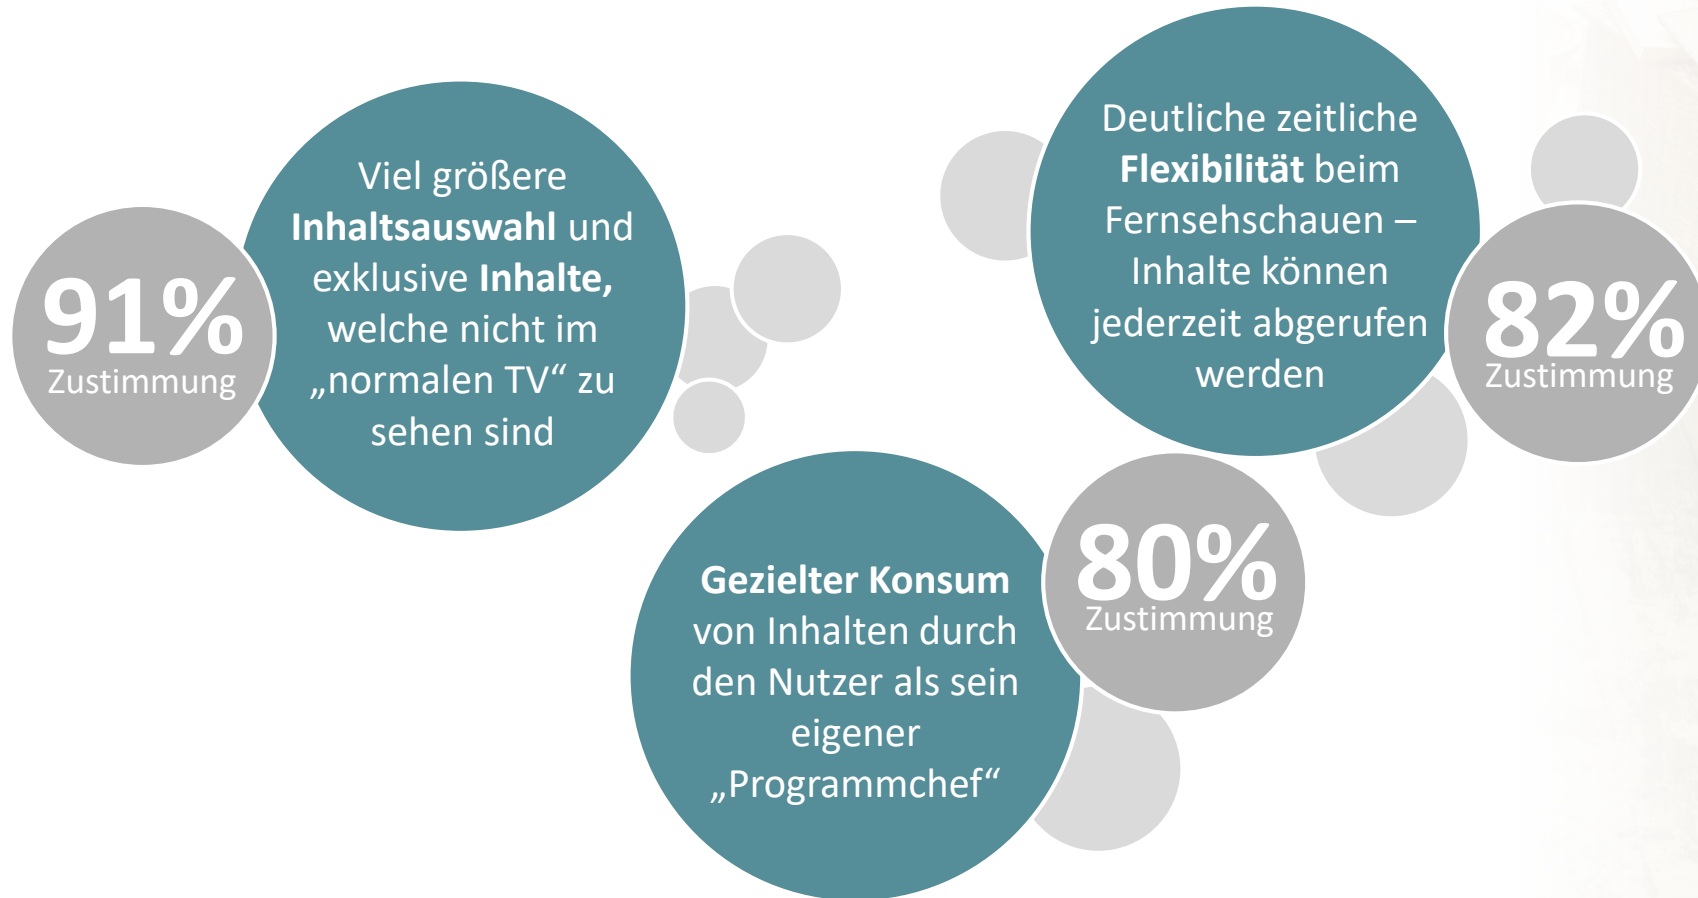 91%
Zustimmung
Viel größere
Inhaltsauswahl und
exklusive Inhalte,
welche nicht im
„normalen TV“ zu
sehen sind
Deutliche zeitliche
Flexibilität beim
Fernsehschauen –
Inhalte können
jederzeit abgerufen
werden
82%
Zustimmung
Gezielter Konsum
von Inhalten durch
den Nutzer als sein
eigener
„Programmchef“
80%
Zustimmung